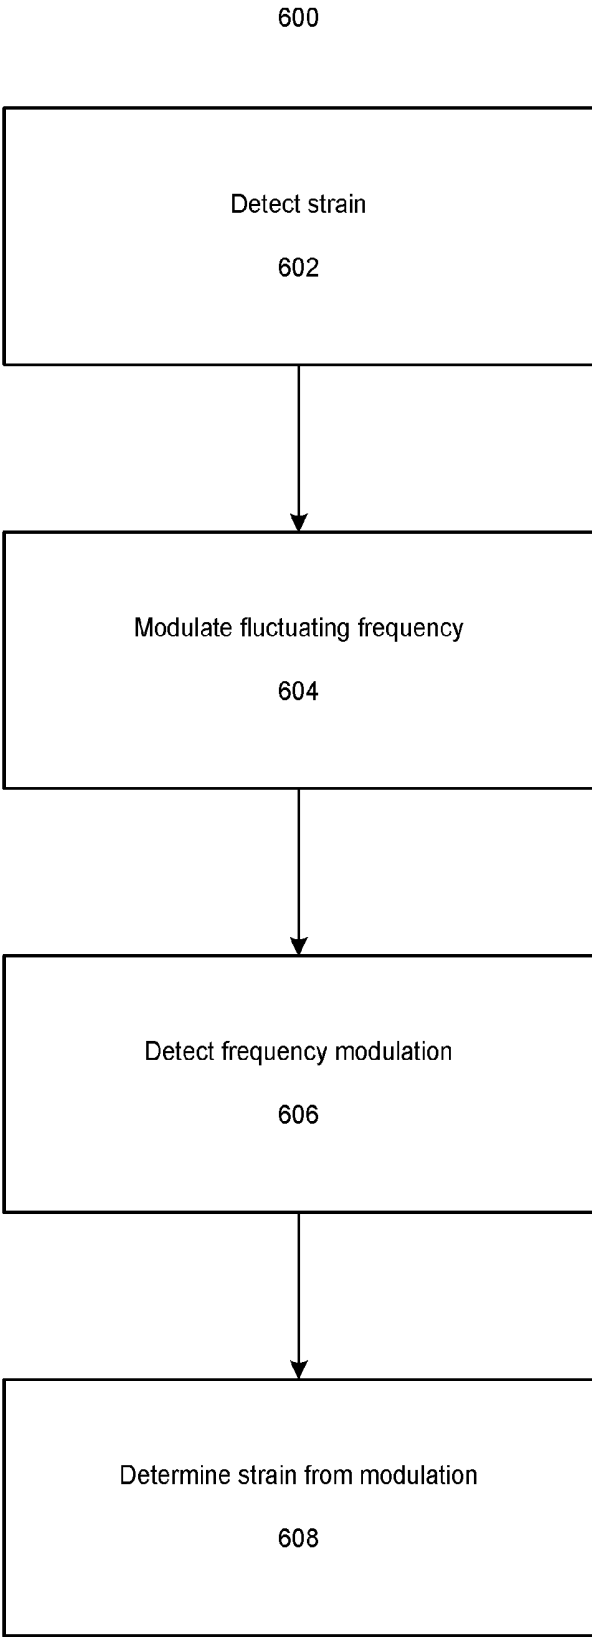 600
Detect strain
602
Modulate fluctuating frequency
604
Detect frequency modulation
606
Determine strain from modulation
608